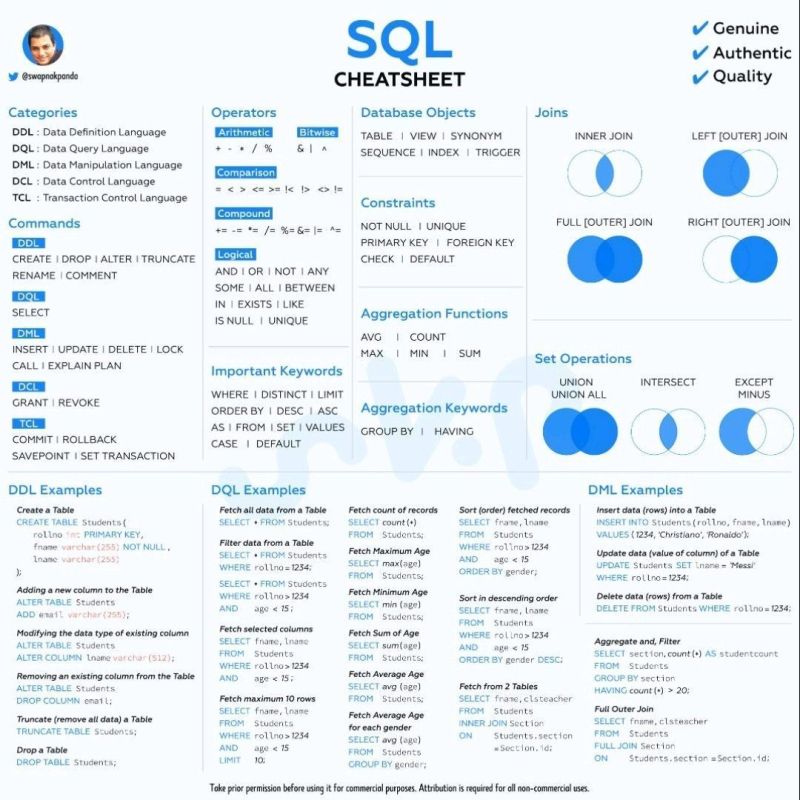 SQL
CHEATSHEET
@swapnakpanda
✔ Genuine
✔ Authentic
✔ Quality
Categories
DDL : Data Definition Language
DQL : Data Query Language
DML : Data Manipulation Language
DCL : Data Control Language
TCL : Transaction Control Language
Commands
DDL
CREATE | DROP | ALTER | TRUNCATE
RENAME | COMMENT
DQL
SELECT
DML
INSERT | UPDATE | DELETE | LOCK
CALL | EXPLAIN PLAN
DCL
GRANT | REVOKE
TCL
COMMIT | ROLLBACK
SAVEPOINT | SET TRANSACTION
Operators
Arithmetic Bitwise
+ - * / % & | ^
Comparison
= < > <= >= !< !> <> !=
Compound
+= -= *= /= %= &= |= ^=
Logical
AND | OR | NOT | ANY
SOME | ALL | BETWEEN
IN | EXISTS | LIKE
IS NULL | UNIQUE
Important Keywords
WHERE | DISTINCT | LIMIT
ORDER BY | DESC | ASC
AS | FROM | SET | VALUES
CASE | DEFAULT
Database Objects
TABLE | VIEW | SYNONYM
SEQUENCE | INDEX | TRIGGER
Constraints
NOT NULL | UNIQUE
PRIMARY KEY | FOREIGN KEY
CHECK | DEFAULT
Aggregation Functions
AVG | COUNT
MAX | MIN | SUM
Aggregation Keywords
GROUP BY | HAVING
Joins
INNER JOIN LEFT [OUTER] JOIN
FULL [OUTER] JOIN RIGHT [OUTER] JOIN
Set Operations
UNION
UNION ALL
INTERSECT
EXCEPT
MINUS
DDL Examples
Create a Table
CREATE TABLE Students(
rollno int PRIMARY KEY,
fname varchar(255) NOT NULL,
lname varchar(255)
);
Adding a new column to the Table
ALTER TABLE Students
ADD email varchar(255);
Modifying the data type of existing column
ALTER TABLE Students
ALTER COLUMN lname varchar(512);
Removing an existing column from the Table
ALTER TABLE Students
DROP COLUMN email;
Truncate (remove all data) a Table
TRUNCATE TABLE Students;
Drop a Table
DROP TABLE Students;
DQL Examples
Fetch all data from a Table
SELECT * FROM Students;
Filter data from a Table
SELECT * FROM Students
WHERE rollno=1234;
SELECT * FROM Students
WHERE rollno>1234
AND age < 15;
Fetch selected columns
SELECT fname, lname
FROM Students
WHERE rollno>1234
AND age < 15;
Fetch maximum 10 rows
SELECT fname, lname
FROM Students
WHERE rollno>1234
AND age < 15
LIMIT 10;
Fetch count of records
SELECT count(*)
FROM Students;
Fetch Maximum Age
SELECT max(age)
FROM Students;
Fetch Minimum Age
SELECT min (age)
FROM Students;
Fetch Sum of Age
SELECT sum(age)
FROM Students;
Fetch Average Age
SELECT avg (age)
FROM Students;
Fetch Average Age
for each gender
SELECT avg (age)
FROM Students
GROUP BY gender;
Sort (order) fetched records
SELECT fname, lname
FROM Students
WHERE rollno>1234
AND age < 15
ORDER BY gender;
Sort in descending order
SELECT fname, lname
FROM Students
WHERE rollno>1234
AND age < 15
ORDER BY gender DESC;
Fetch from 2 Tables
SELECT fname, clsteacher
FROM Students
INNER JOIN Section
ON Students.section
=Section.id;
DML Examples
Insert data (rows) into a Table
INSERT INTO Students (rollno, fname, lname)
VALUES (1234, 'Christiano', 'Ronaldo');
Update data (value of column) of a Table
UPDATE Students SET lname = 'Messi'
WHERE rollno=1234;
Delete data (rows) from a Table
DELETE FROM Students WHERE rollno=1234;
Aggregate and, Filter
SELECT section, count(*) AS studentcount
FROM Students
GROUP BY section
HAVING count(*) > 20;
Full Outer Join
SELECT fname, clsteacher
FROM Students
FULL JOIN Section
ON Students.section = Section.id;
Take prior permission before using it for commercial purposes. Attribution is required for all non-commercial uses.